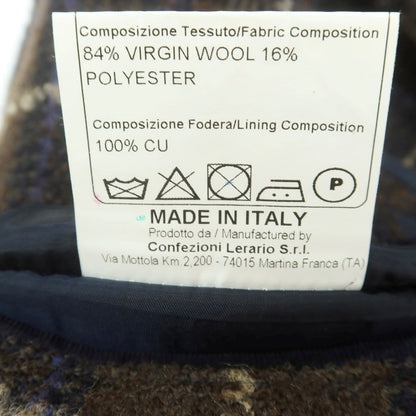 Composizione Tessuto/Fabric Composition
84% VIRGIN WOOL 16%
POLYESTER
Composizione Fodera/Lining Composition
100% CU
P
MADE IN ITALY
Prodotto da / Manufactured by
Confezioni Lerario S.r.l.
Via Mottola Km 2,200 - 74015 Martina Franca (TA)